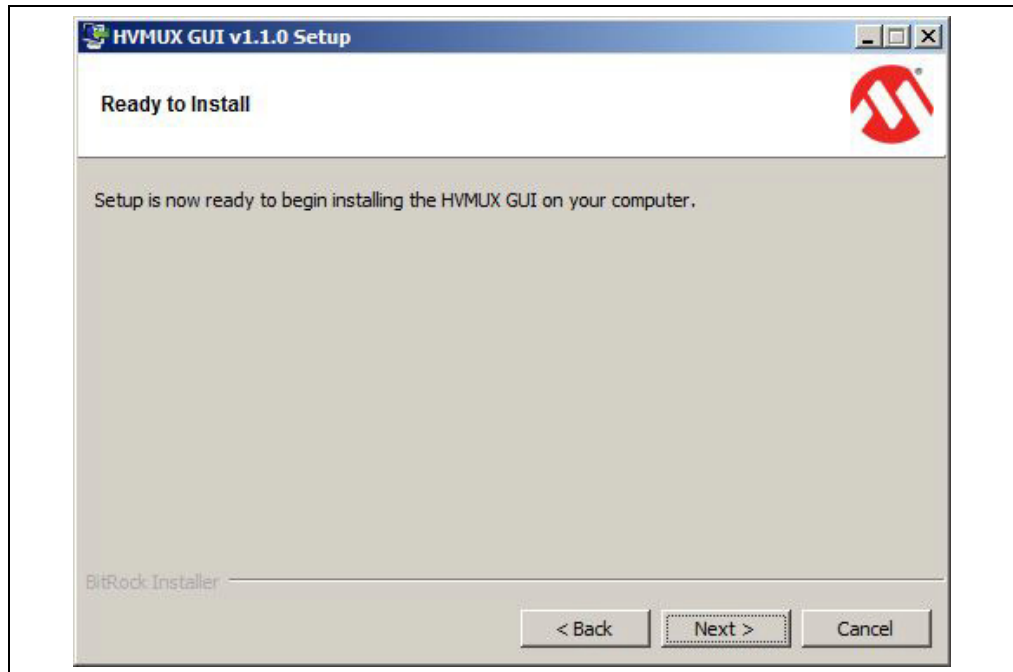 HVMUX GUI v1.1.0 Setup
Ready to Install
Setup is now ready to begin installing the HVMUX GUI on your computer.
BitRock Installer
< Back
Next >
Cancel